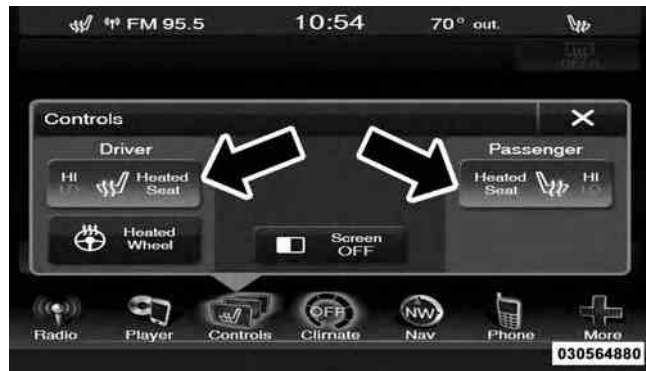 FM 95.5 10:54 70° out.
Controls
Driver Passenger
HI LO Heated Seat
Heated Seat HI LO
Heated Wheel
Screen OFF
OFF NW
Radio Player Controls Climate Nav Phone More
030564880